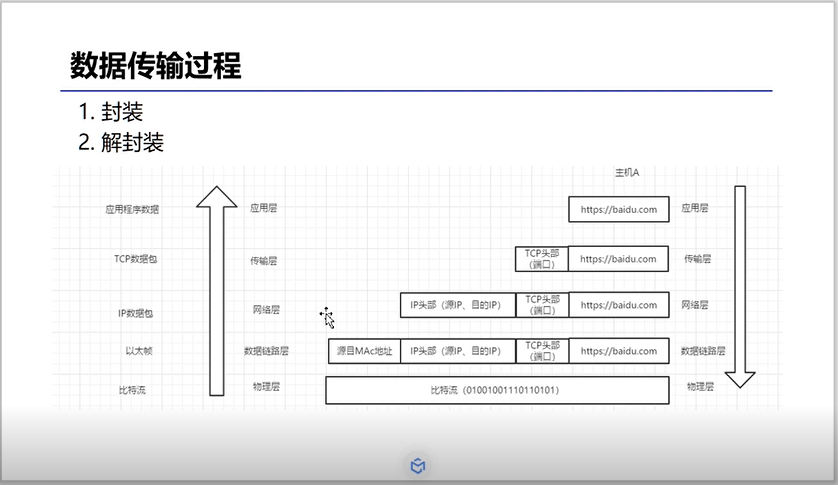 数据传输过程
1. 封装
2. 解封装
主机A
应用程序数据 应用层 https://baidu.com 应用层
TCP数据包 传输层 TCP头部（端口） https://baidu.com 传输层
IP数据包 网络层 IP头部（源IP、目的IP） TCP头部（端口） https://baidu.com 网络层
以太帧 数据链路层 源目MAc地址 IP头部（源IP、目的IP） TCP头部（端口） https://baidu.com 数据链路层
比特流 物理层 比特流（01001001110110101） 物理层